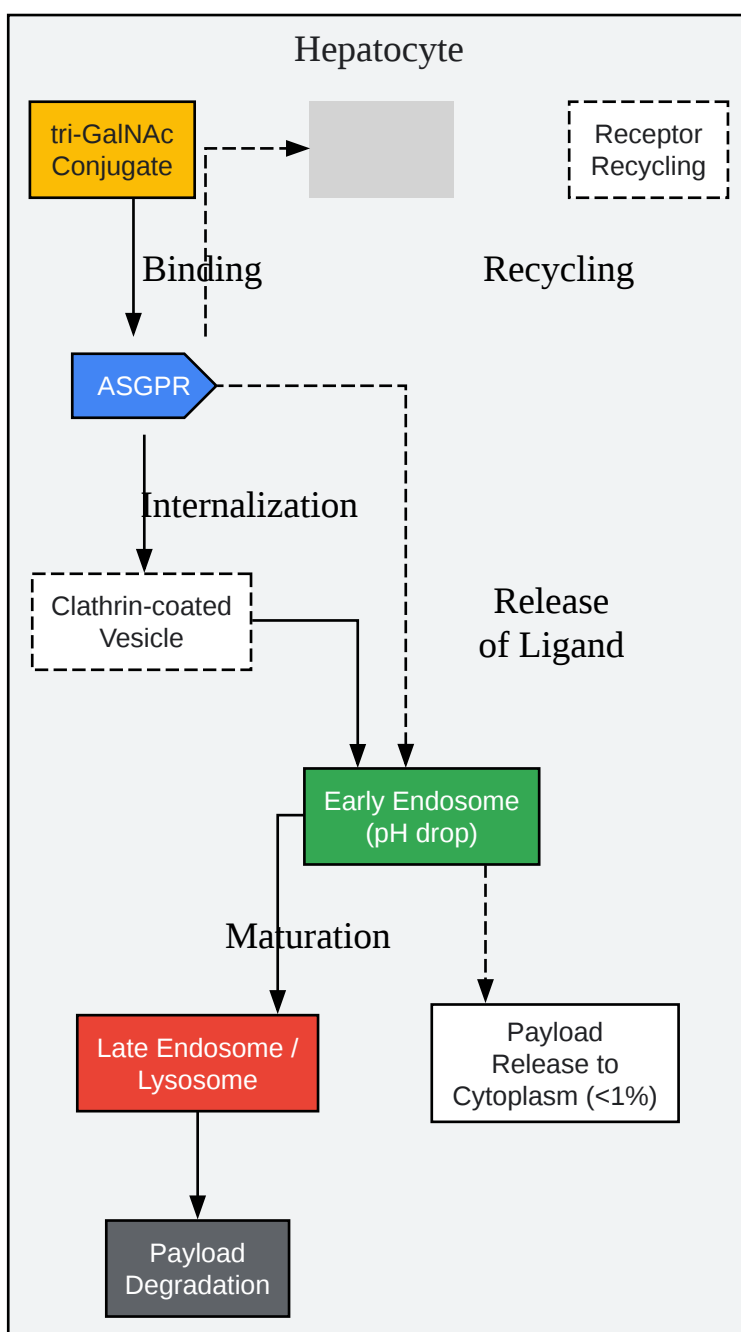 Hepatocyte
tri-GalNAc
Conjugate
Receptor
Recycling
Binding
Recycling
ASGPR
Internalization
Clathrin-coated
Vesicle
Release
of Ligand
Early Endosome
(pH drop)
Maturation
Late Endosome /
Lysosome
Payload
Release to
Cytoplasm (<1%)
Payload
Degradation